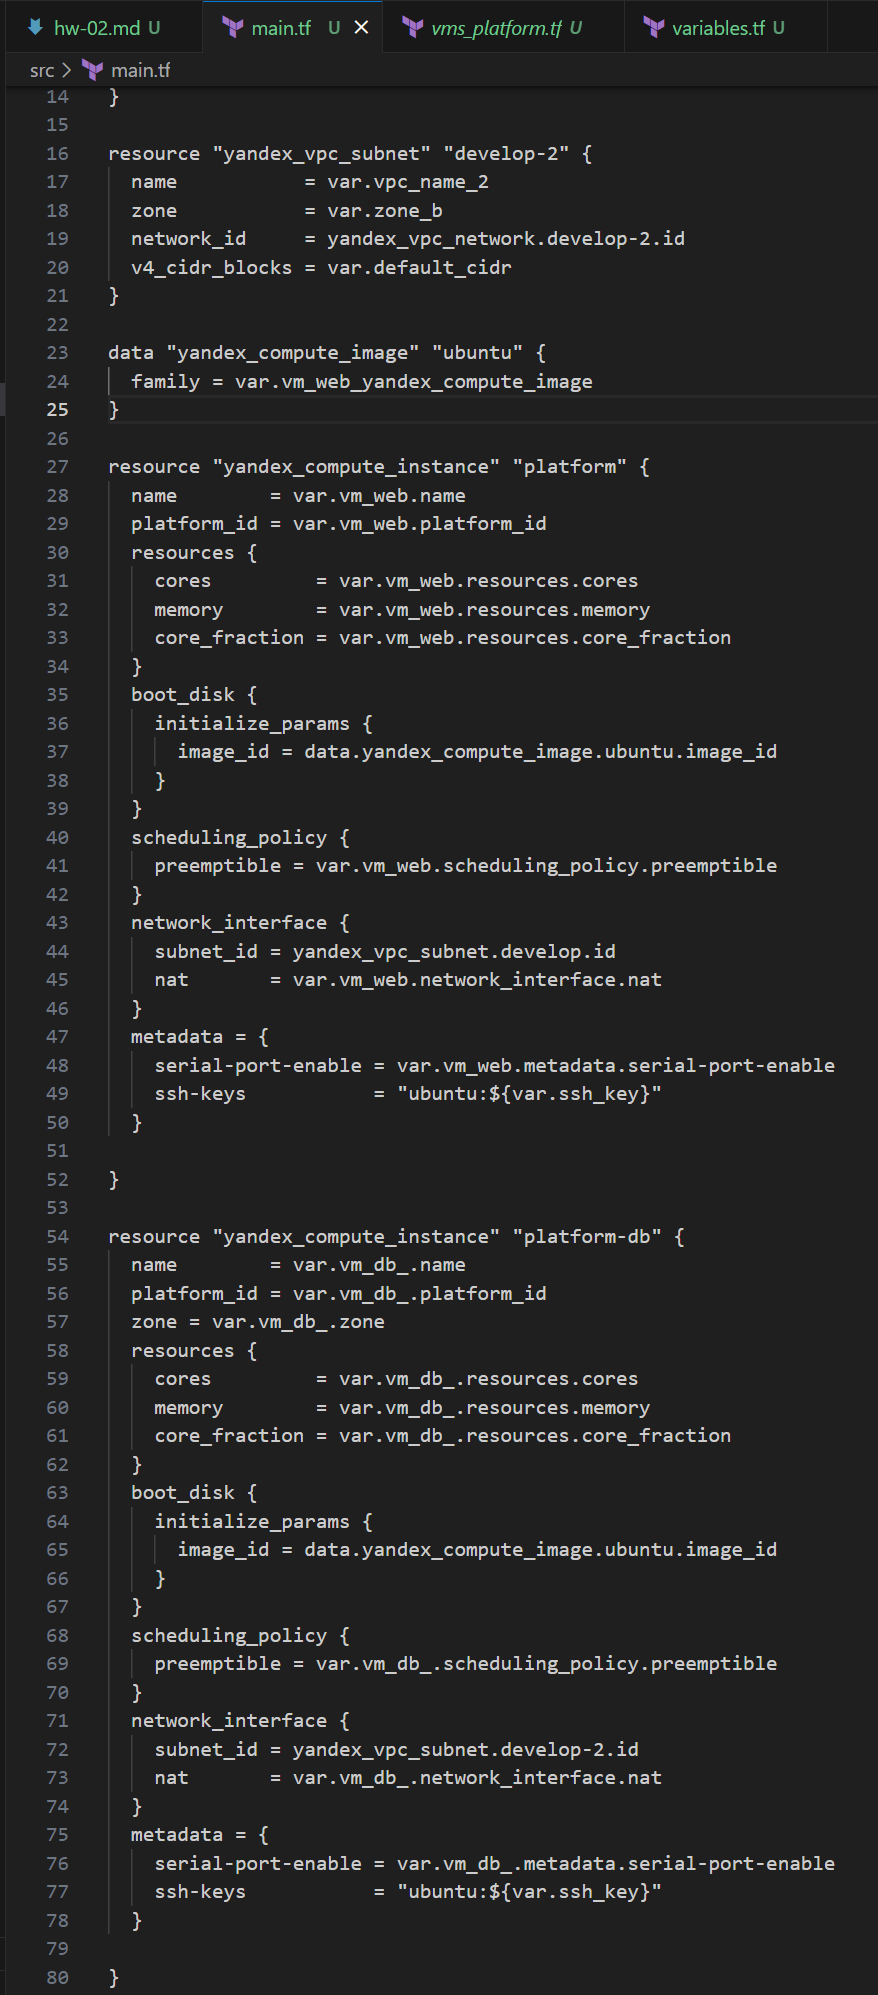 hw-02.md U main.tf U vms_platform.tf U variables.tf U
src > main.tf
14 }
15
16 resource "yandex_vpc_subnet" "develop-2" {
17   name           = var.vpc_name_2
18   zone           = var.zone_b
19   network_id     = yandex_vpc_network.develop-2.id
20   v4_cidr_blocks = var.default_cidr
21 }
22
23 data "yandex_compute_image" "ubuntu" {
24   family = var.vm_web_yandex_compute_image
25 }
26
27 resource "yandex_compute_instance" "platform" {
28   name        = var.vm_web.name
29   platform_id = var.vm_web.platform_id
30   resources {
31     cores         = var.vm_web.resources.cores
32     memory        = var.vm_web.resources.memory
33     core_fraction = var.vm_web.resources.core_fraction
34   }
35   boot_disk {
36     initialize_params {
37       image_id = data.yandex_compute_image.ubuntu.image_id
38     }
39   }
40   scheduling_policy {
41     preemptible = var.vm_web.scheduling_policy.preemptible
42   }
43   network_interface {
44     subnet_id = yandex_vpc_subnet.develop.id
45     nat       = var.vm_web.network_interface.nat
46   }
47   metadata = {
48     serial-port-enable = var.vm_web.metadata.serial-port-enable
49     ssh-keys           = "ubuntu:${var.ssh_key}"
50   }
51
52 }
53
54 resource "yandex_compute_instance" "platform-db" {
55   name        = var.vm_db_.name
56   platform_id = var.vm_db_.platform_id
57   zone = var.vm_db_.zone
58   resources {
59     cores         = var.vm_db_.resources.cores
60     memory        = var.vm_db_.resources.memory
61     core_fraction = var.vm_db_.resources.core_fraction
62   }
63   boot_disk {
64     initialize_params {
65       image_id = data.yandex_compute_image.ubuntu.image_id
66     }
67   }
68   scheduling_policy {
69     preemptible = var.vm_db_.scheduling_policy.preemptible
70   }
71   network_interface {
72     subnet_id = yandex_vpc_subnet.develop-2.id
73     nat       = var.vm_db_.network_interface.nat
74   }
75   metadata = {
76     serial-port-enable = var.vm_db_.metadata.serial-port-enable
77     ssh-keys           = "ubuntu:${var.ssh_key}"
78   }
79
80 }